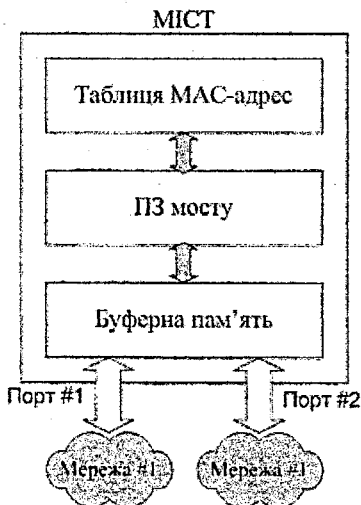 МІСТ
Таблиця МАС-адрес
ПЗ мосту
Буферна пам’ять
Порт #1
Порт #2
Мережа #1
Мережа #1